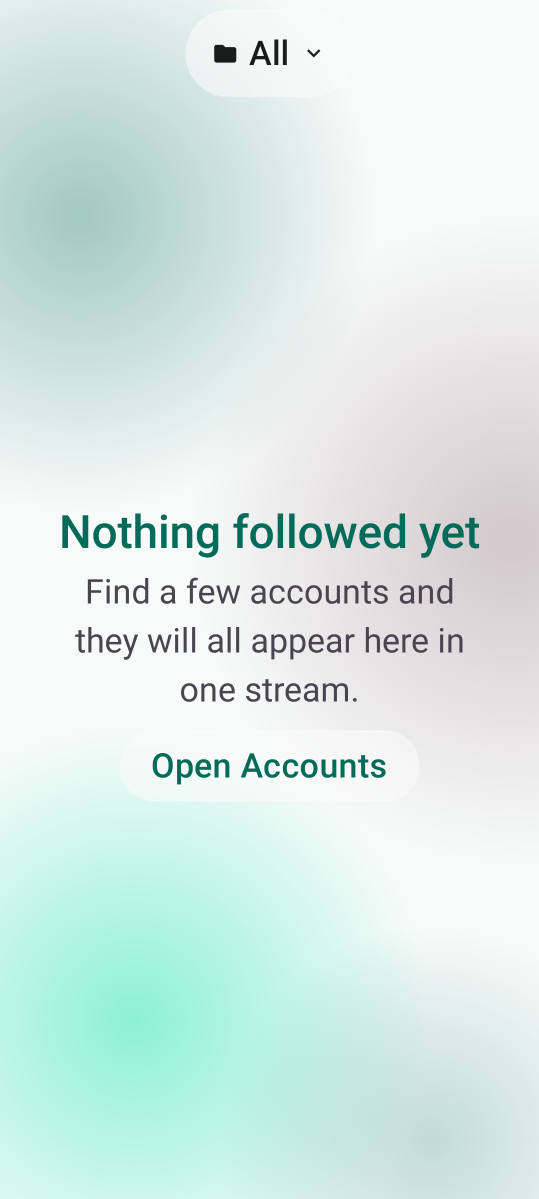 All
Nothing followed yet
Find a few accounts and
they will all appear here in
one stream.
Open Accounts